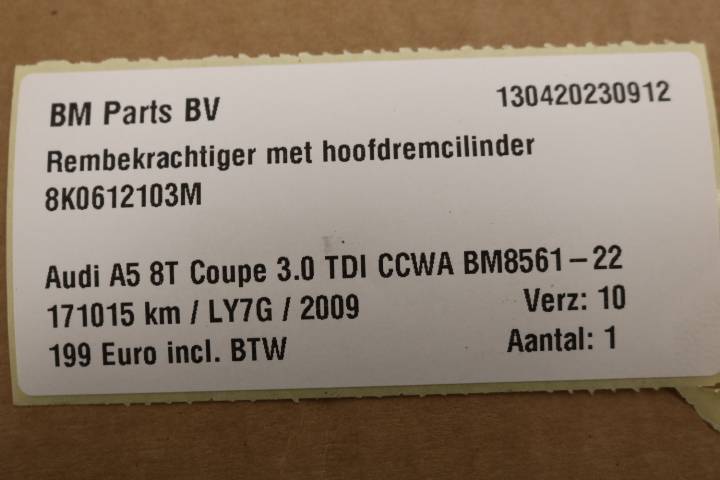 BM Parts BV 130420230912
Rembekrachtiger met hoofdremcilinder
8K0612103M
Audi A5 8T Coupe 3.0 TDI CCWA BM8561-22
171015 km / LY7G / 2009 Verz: 10
199 Euro incl. BTW Aantal: 1